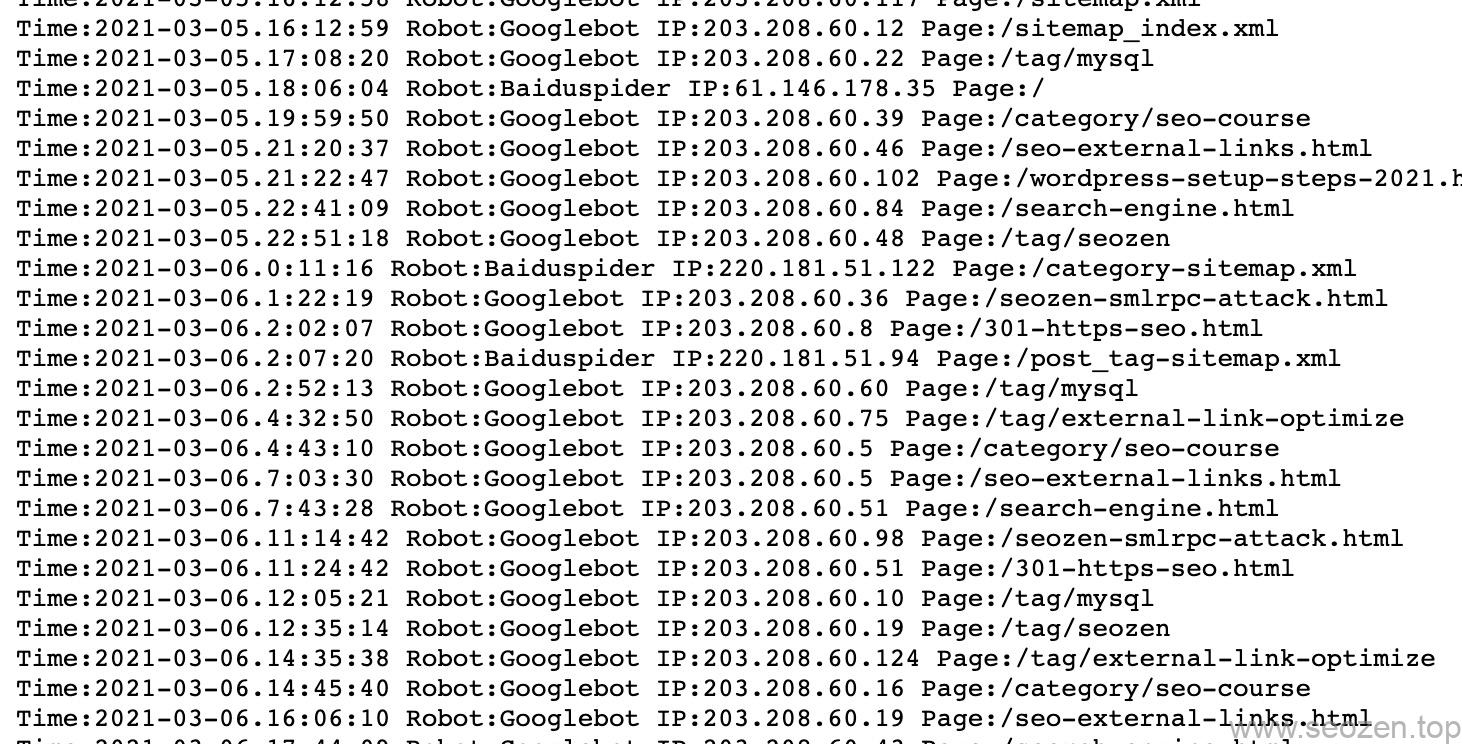 Time:2021-03-05.16:12:58 Robot:Googlebot IP:203.208.60.117 Page:/sitemap.xml
Time:2021-03-05.16:12:59 Robot:Googlebot IP:203.208.60.12 Page:/sitemap_index.xml
Time:2021-03-05.17:08:20 Robot:Googlebot IP:203.208.60.22 Page:/tag/mysql
Time:2021-03-05.18:06:04 Robot:Baiduspider IP:61.146.178.35 Page:/
Time:2021-03-05.19:59:50 Robot:Googlebot IP:203.208.60.39 Page:/category/seo-course
Time:2021-03-05.21:20:37 Robot:Googlebot IP:203.208.60.46 Page:/seo-external-links.html
Time:2021-03-05.21:22:47 Robot:Googlebot IP:203.208.60.102 Page:/wordpress-setup-steps-2021.h
Time:2021-03-05.22:41:09 Robot:Googlebot IP:203.208.60.84 Page:/search-engine.html
Time:2021-03-05.22:51:18 Robot:Googlebot IP:203.208.60.48 Page:/tag/seozen
Time:2021-03-06.0:11:16 Robot:Baiduspider IP:220.181.51.122 Page:/category-sitemap.xml
Time:2021-03-06.1:22:19 Robot:Googlebot IP:203.208.60.36 Page:/seozen-smlrpc-attack.html
Time:2021-03-06.2:02:07 Robot:Googlebot IP:203.208.60.8 Page:/301-https-seo.html
Time:2021-03-06.2:07:20 Robot:Baiduspider IP:220.181.51.94 Page:/post_tag-sitemap.xml
Time:2021-03-06.2:52:13 Robot:Googlebot IP:203.208.60.60 Page:/tag/mysql
Time:2021-03-06.4:32:50 Robot:Googlebot IP:203.208.60.75 Page:/tag/external-link-optimize
Time:2021-03-06.4:43:10 Robot:Googlebot IP:203.208.60.5 Page:/category/seo-course
Time:2021-03-06.7:03:30 Robot:Googlebot IP:203.208.60.5 Page:/seo-external-links.html
Time:2021-03-06.7:43:28 Robot:Googlebot IP:203.208.60.51 Page:/search-engine.html
Time:2021-03-06.11:14:42 Robot:Googlebot IP:203.208.60.98 Page:/seozen-smlrpc-attack.html
Time:2021-03-06.11:24:42 Robot:Googlebot IP:203.208.60.51 Page:/301-https-seo.html
Time:2021-03-06.12:05:21 Robot:Googlebot IP:203.208.60.10 Page:/tag/mysql
Time:2021-03-06.12:35:14 Robot:Googlebot IP:203.208.60.19 Page:/tag/seozen
Time:2021-03-06.14:35:38 Robot:Googlebot IP:203.208.60.124 Page:/tag/external-link-optimize
Time:2021-03-06.14:45:40 Robot:Googlebot IP:203.208.60.16 Page:/category/seo-course
Time:2021-03-06.16:06:10 Robot:Googlebot IP:203.208.60.19 Page:/seo-external-links.html
www.seozen.top